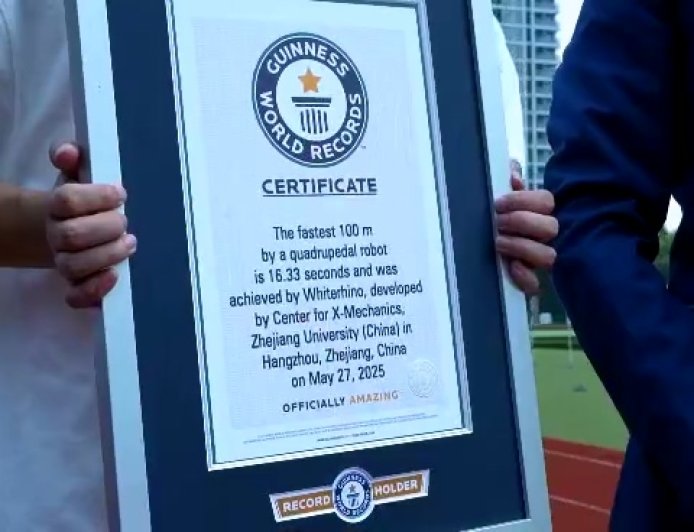 GUINNESS
WORLD RECORDS
CERTIFICATE
The fastest 100 m
by a quadrupedal robot
is 16.33 seconds and was
achieved by Whiterhino, developed
by Center for X-Mechanics,
Zhejiang University (China) in
Hangzhou, Zhejiang, China
on May 27, 2025
OFFICIALLY AMAZING
RECORD HOLDER